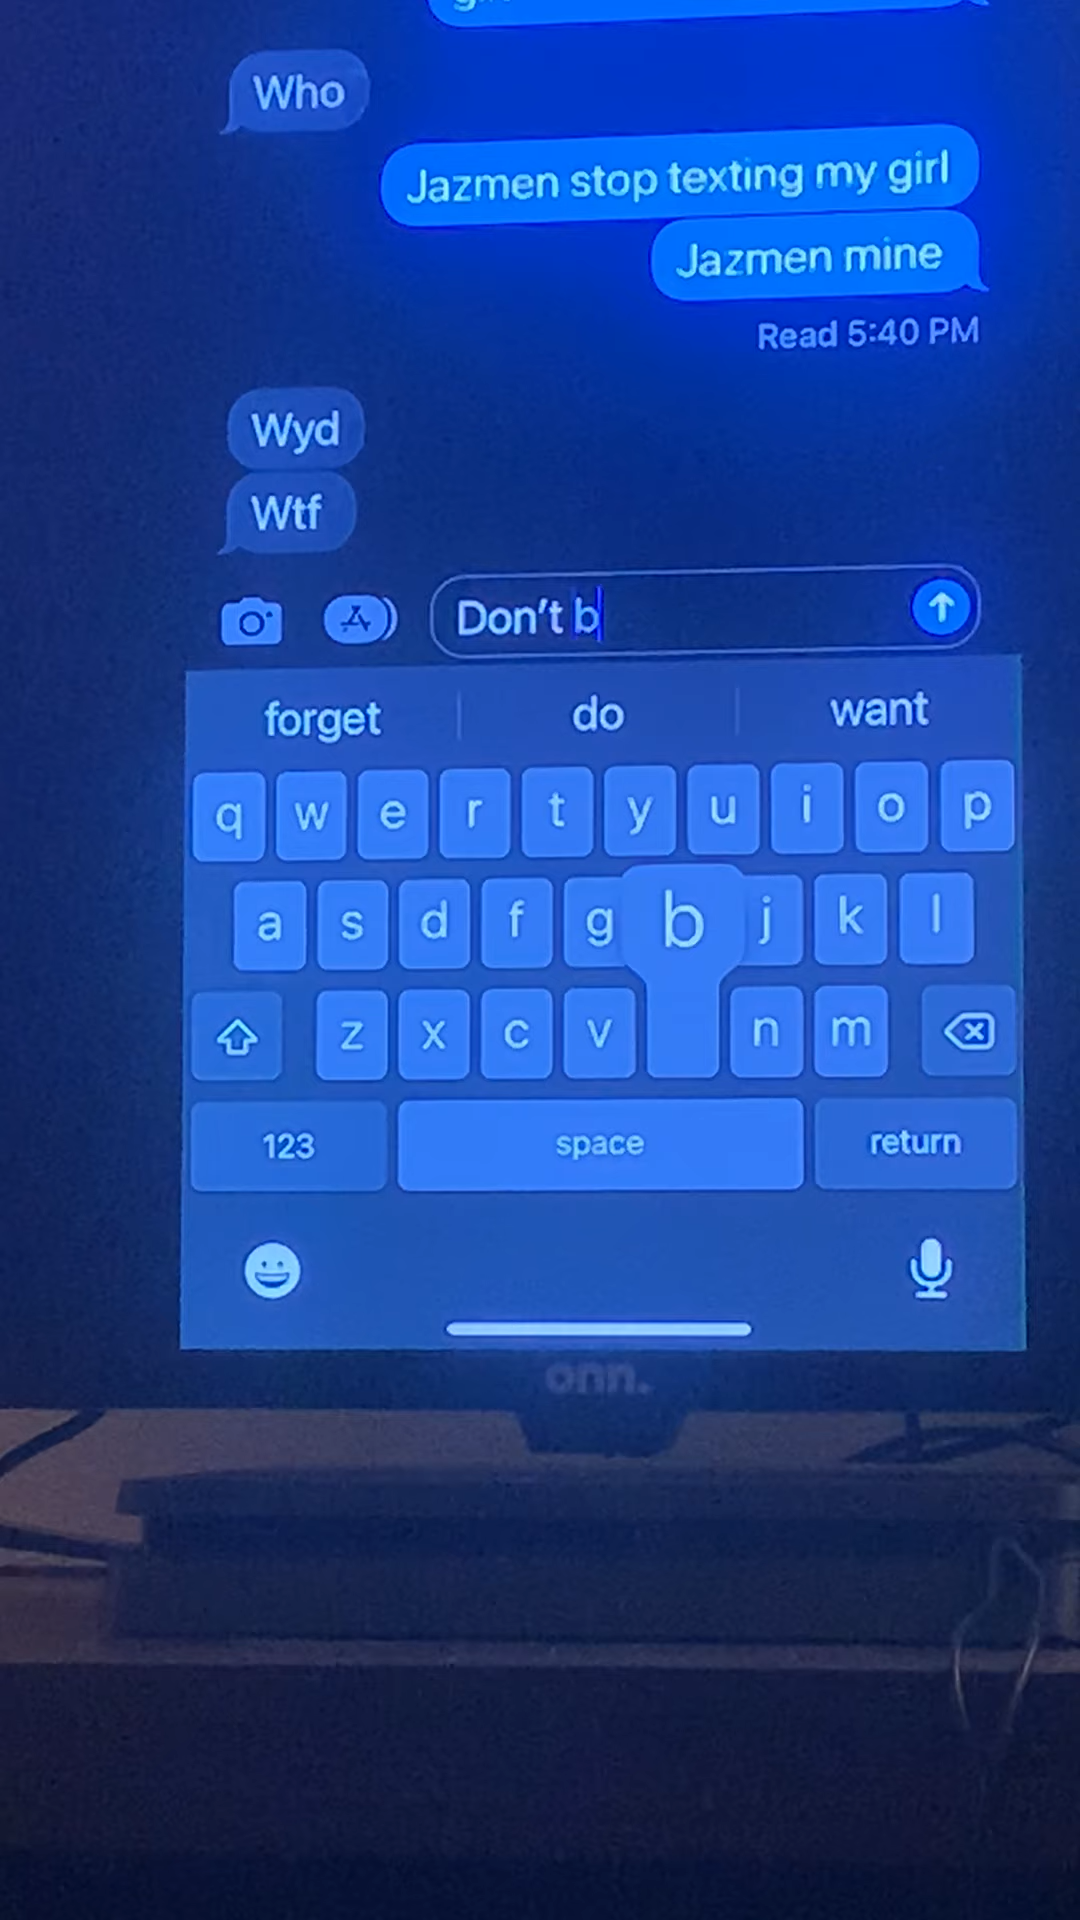 Who
Jazmen stop texting my girl
Jazmen mine
Read 5:40 PM
Wyd
Wtf
Don't b
forget do want
q w e r t y u i o p
a s d f g b j k l
z x c v n m
123 space return
onn.